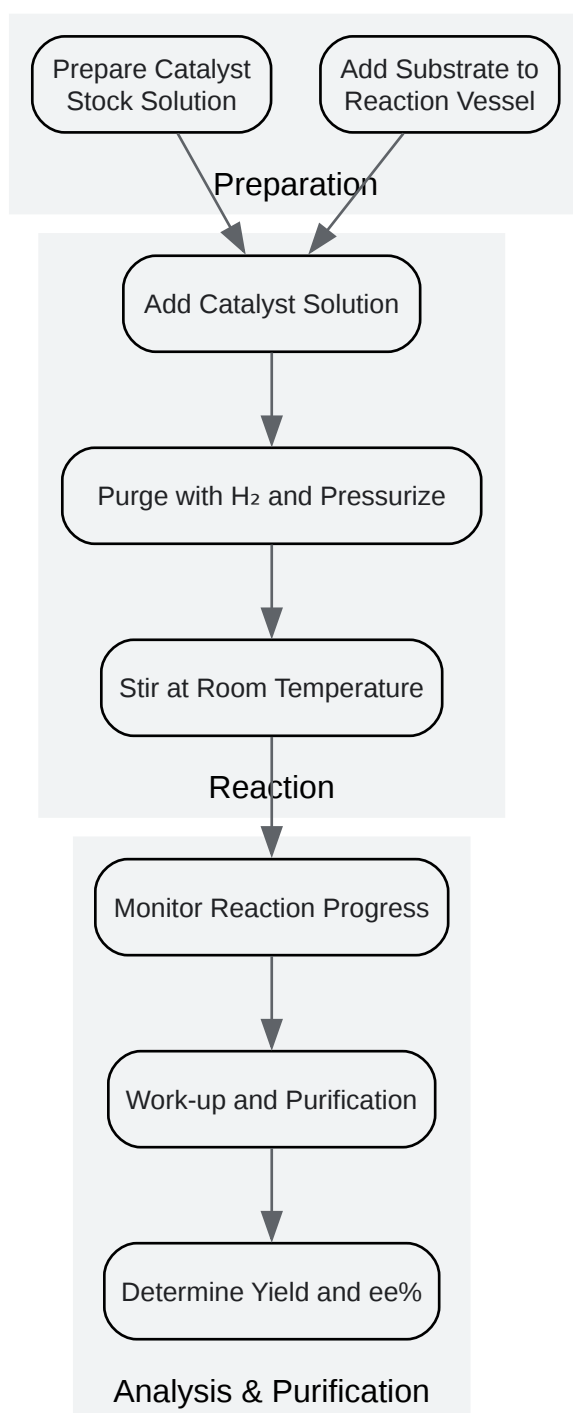 Prepare Catalyst
Stock Solution
Add Substrate to
Reaction Vessel
Preparation
Add Catalyst Solution
Purge with H₂ and Pressurize
Stir at Room Temperature
Reaction
Monitor Reaction Progress
Work-up and Purification
Determine Yield and ee%
Analysis & Purification